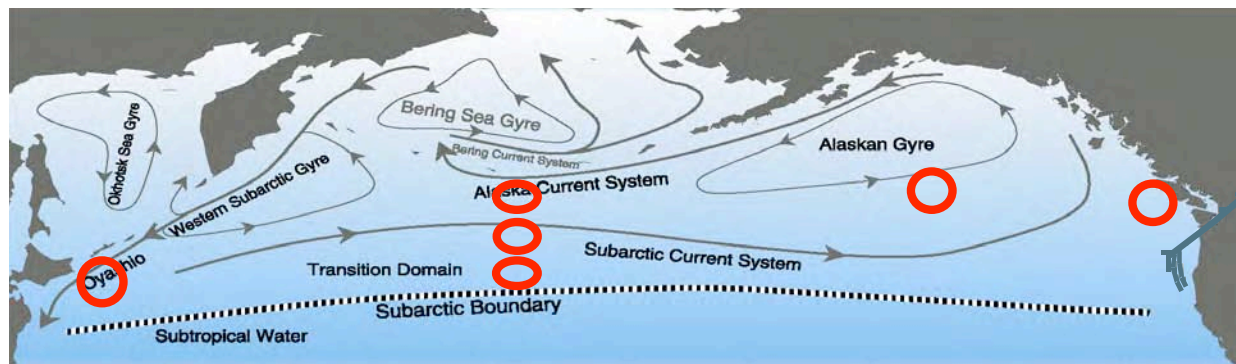 Okhotsk Sea Gyre
Western Subarctic Gyre
Bering Sea Gyre
Bering Current System
Alaska Current System
Alaskan Gyre
Oyashio
Transition Domain
Subarctic Current System
Subarctic Boundary
Subtropical Water